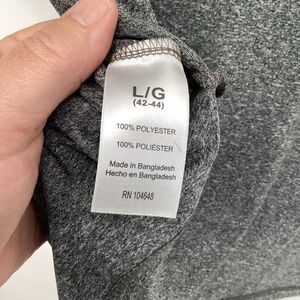 L/G
(42-44)
100% POLYESTER
100% POLIÉSTER
Made in Bangladesh
Hecho en Bangladesh
RN 104648